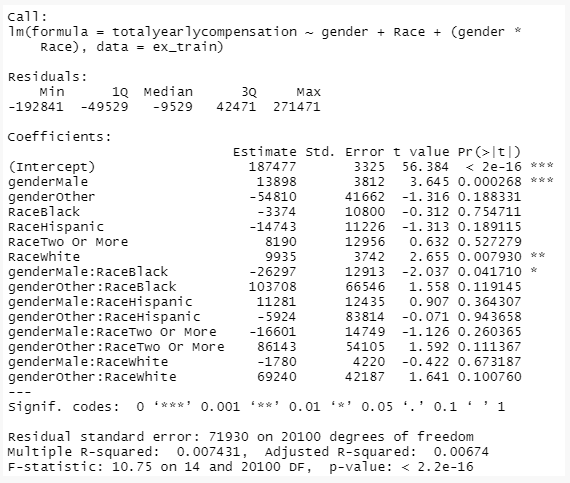 Call:
lm(formula = totalyearlycompensation ~ gender + Race + (gender *
    Race), data = ex_train)

Residuals:
    Min      1Q  Median      3Q     Max
-192841  -49529   -9529   42471  271471

Coefficients:
                            Estimate Std. Error t value Pr(>|t|)
(Intercept)                   187477       3325  56.384  < 2e-16 ***
genderMale                     13898       3812   3.645 0.000268 ***
genderOther                   -54810      41662  -1.316 0.188331
RaceBlack                      -3374      10800  -0.312 0.754711
RaceHispanic                  -14743      11226  -1.313 0.189115
RaceTwo Or More                 8190      12956   0.632 0.527279
RaceWhite                       9935       3742   2.655 0.007930 **
genderMale:RaceBlack          -26297      12913  -2.037 0.041710 *
genderOther:RaceBlack         103708      66546   1.558 0.119145
genderMale:RaceHispanic        11281      12435   0.907 0.364307
genderOther:RaceHispanic       -5924      83814  -0.071 0.943658
genderMale:RaceTwo Or More    -16601      14749  -1.126 0.260365
genderOther:RaceTwo Or More    86143      54105   1.592 0.111367
genderMale:RaceWhite           -1780       4220  -0.422 0.673187
genderOther:RaceWhite          69240      42187   1.641 0.100760
---
Signif. codes:  0 ‘***’ 0.001 ‘**’ 0.01 ‘*’ 0.05 ‘.’ 0.1 ‘ ’ 1

Residual standard error: 71930 on 20100 degrees of freedom
Multiple R-squared:  0.007431,  Adjusted R-squared:  0.00674
F-statistic: 10.75 on 14 and 20100 DF,  p-value: < 2.2e-16